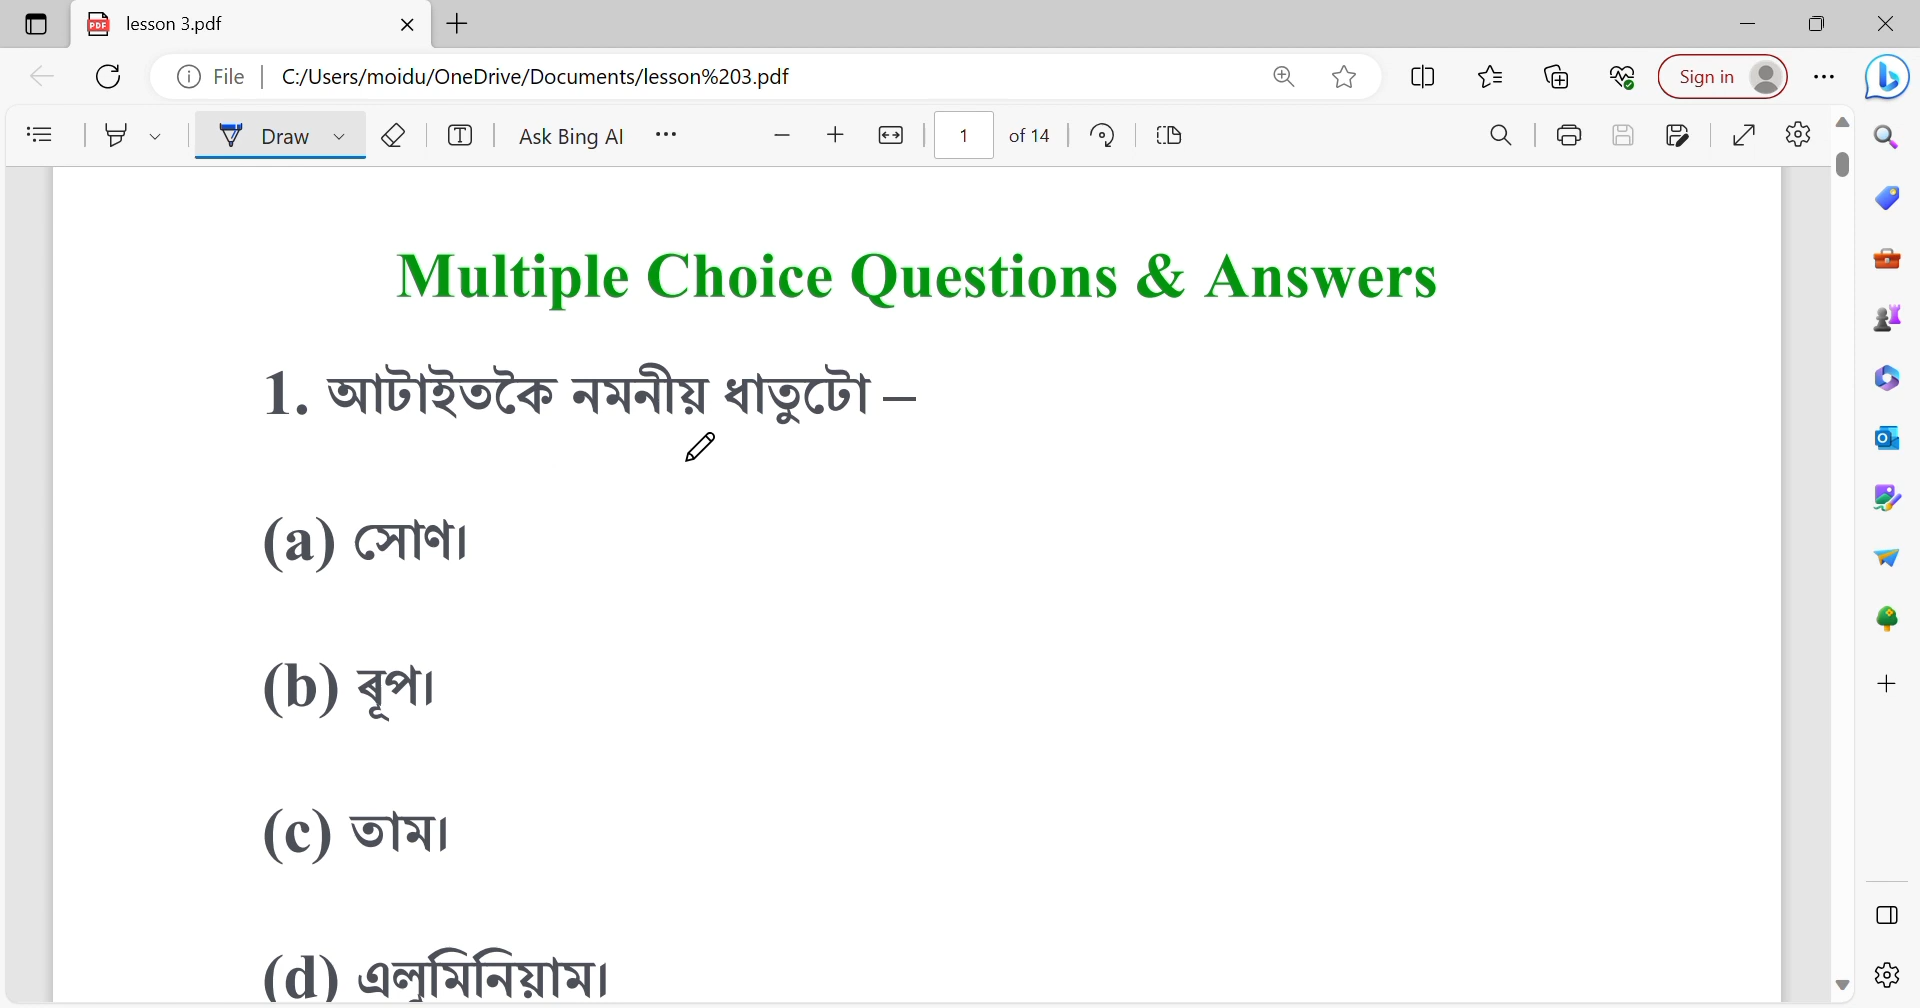 lesson 3.pdf
File
C:/Users/moidu/OneDrive/Documents/lesson%203.pdf
Sign in
Draw
Ask Bing AI
1 of 14
Multiple Choice Questions & Answers
1. আটাইতকৈ নমনীয় ধাতুটো –
(a) সোণ।
(b) ৰূপ।
(c) তাম।
(d) এলুমিনিয়াম।